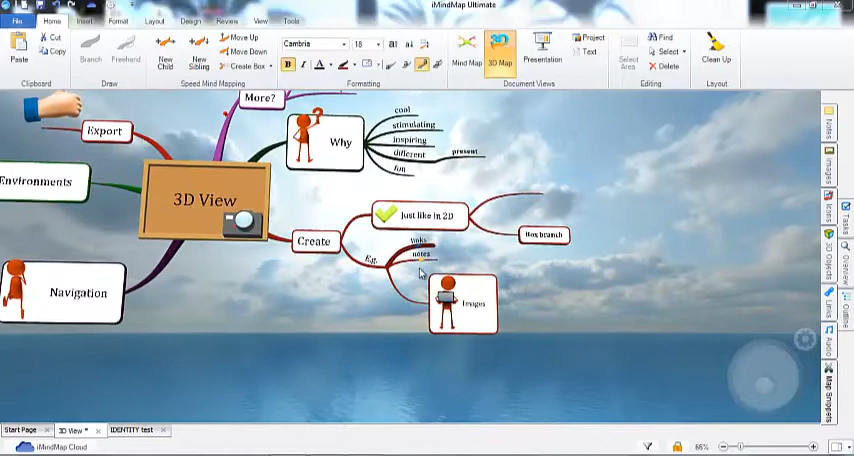 iMindMap Ultimate
File Home Insert Format Layout Design Review View Tools
Paste
Cut
Copy
Clipboard
Branch Freehand
Draw
New Child
New Sibling
Move Up
Move Down
Create Box
Speed Mind Mapping
Cambria 18
B I A
Formatting
Mind Map 3D Map Presentation
Project
Text
Document Views
Select Area
Find
Select
Delete
Editing
Clean Up
Layout
More?
Export
Environments
3D View
Navigation
Why
cool
stimulating
inspiring
different
present
fun
Create
Just like in 2D
Box branch
E.g.
links
notes
Images
Notes
Images
Icons
3D Objects
Links
Audio
Map Snippets
Tasks
Overview
Outline
Start Page 3D View * IDENTITY test
iMindMap Cloud
66%